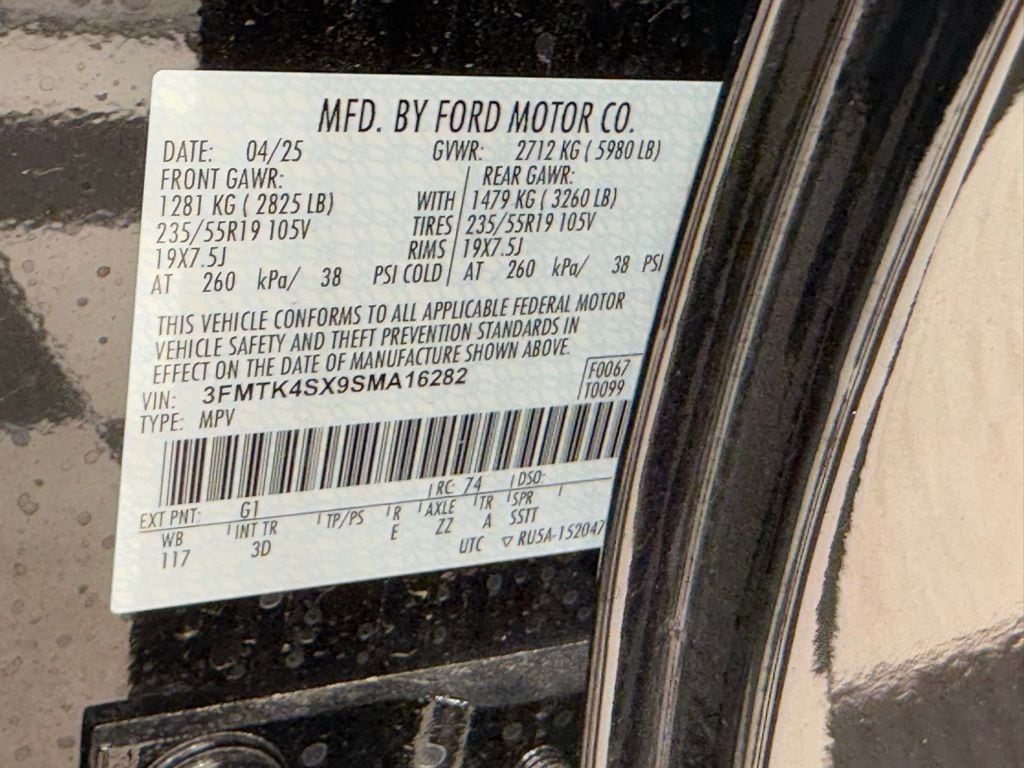 MFD. BY FORD MOTOR CO.
DATE: 04/25 GVWR: 2712 KG ( 5980 LB)
FRONT GAWR: REAR GAWR:
1281 KG ( 2825 LB) WITH 1479 KG ( 3260 LB)
235/55R19 105V TIRES 235/55R19 105V
19X7.5J RIMS 19X7.5J
AT 260 kPa/ 38 PSI COLD AT 260 kPa/ 38 PSI
THIS VEHICLE CONFORMS TO ALL APPLICABLE FEDERAL MOTOR
VEHICLE SAFETY AND THEFT PREVENTION STANDARDS IN
EFFECT ON THE DATE OF MANUFACTURE SHOWN ABOVE.
VIN: 3FMTK4SX9SMA16282 F0067
TYPE: MPV T0099
EXT PNT: G1 RC: 74 DSO:
WB INT TR TP/PS R AXLE TR SPR
117 3D E ZZ A SSTT
UTC ▽ RU5A-152047